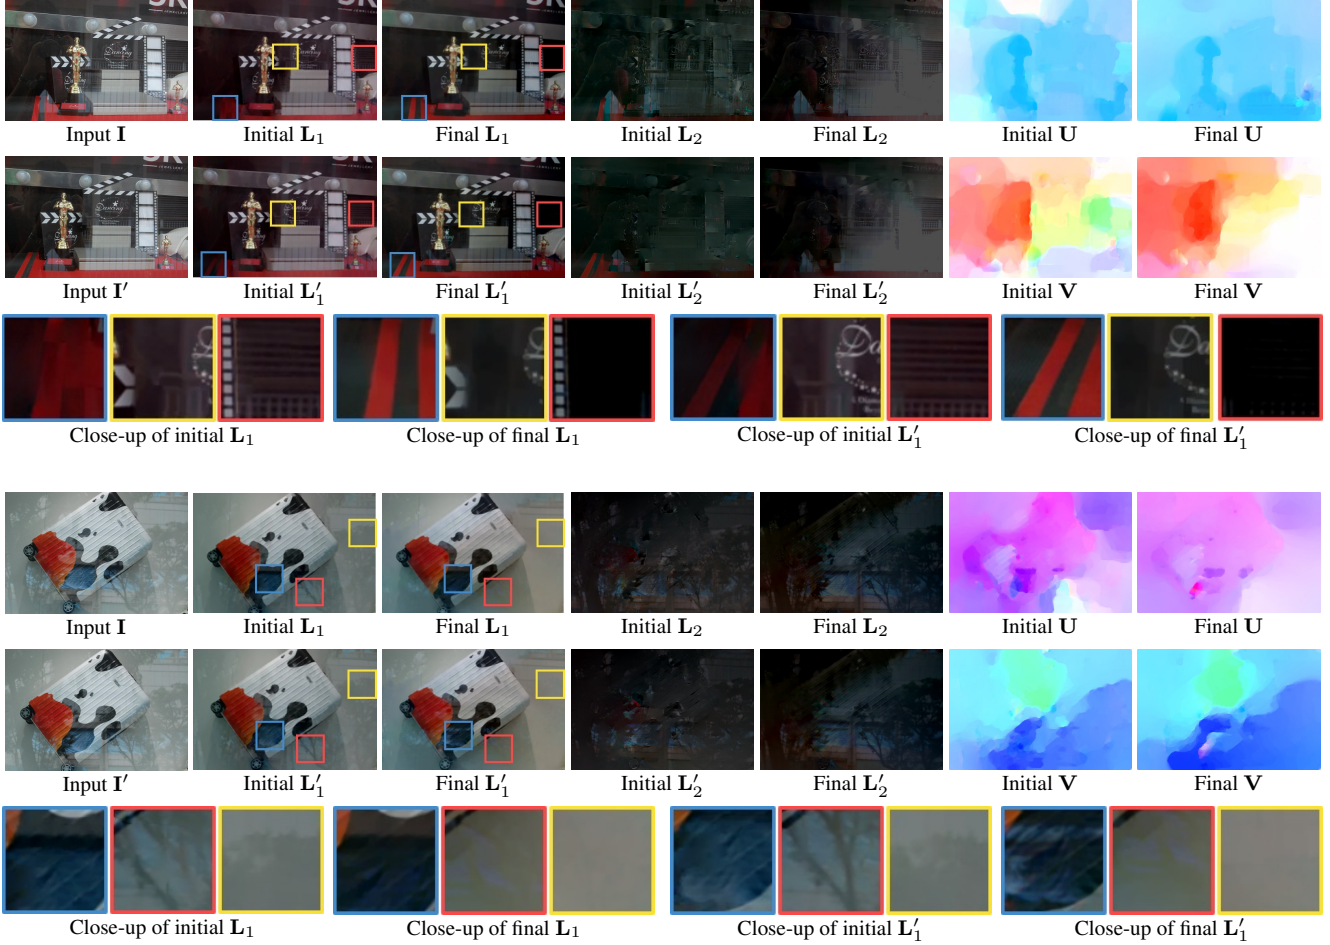 Input I
Initial L₁
Final L₁
Initial L₂
Final L₂
Initial U
Final U
Input I′
Initial L′₁
Final L′₁
Initial L′₂
Final L′₂
Initial V
Final V
Close-up of initial L₁
Close-up of final L₁
Close-up of initial L′₁
Close-up of final L′₁
Input I
Initial L₁
Final L₁
Initial L₂
Final L₂
Initial U
Final U
Input I′
Initial L′₁
Final L′₁
Initial L′₂
Final L′₂
Initial V
Final V
Close-up of initial L₁
Close-up of final L₁
Close-up of initial L′₁
Close-up of final L′₁